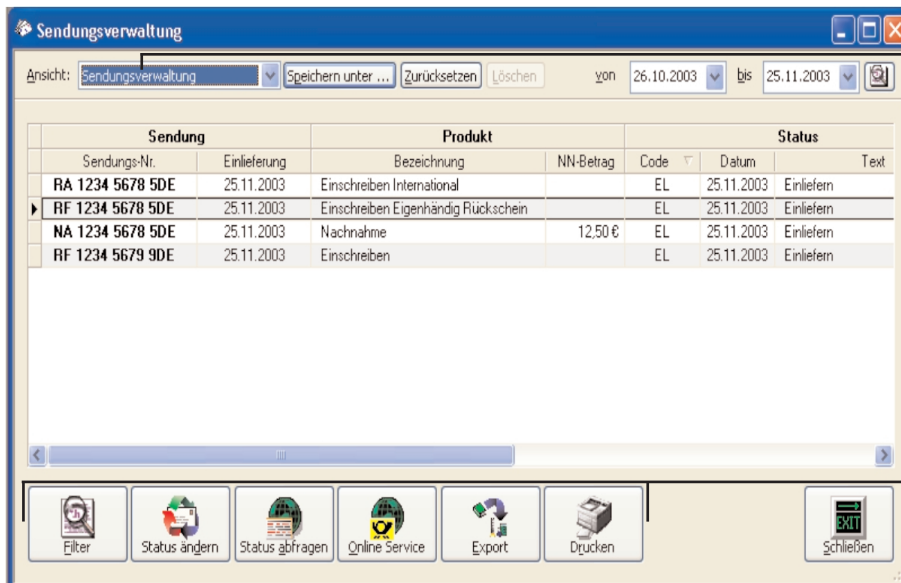 Sendungsverwaltung
Ansicht: Sendungsverwaltung Speichern unter ... Zurücksetzen Löschen von 26.10.2003 bis 25.11.2003
Sendung Produkt Status
Sendungs-Nr. Einlieferung Bezeichnung NN-Betrag Code Datum Text
RA 1234 5678 5DE 25.11.2003 Einschreiben International EL 25.11.2003 Einliefern
RF 1234 5678 5DE 25.11.2003 Einschreiben Eigenhändig Rückschein EL 25.11.2003 Einliefern
NA 1234 5678 5DE 25.11.2003 Nachnahme 12,50 € EL 25.11.2003 Einliefern
RF 1234 5679 9DE 25.11.2003 Einschreiben EL 25.11.2003 Einliefern
EXIT
Filter Status ändern Status abfragen Online Service Export Drucken Schließen